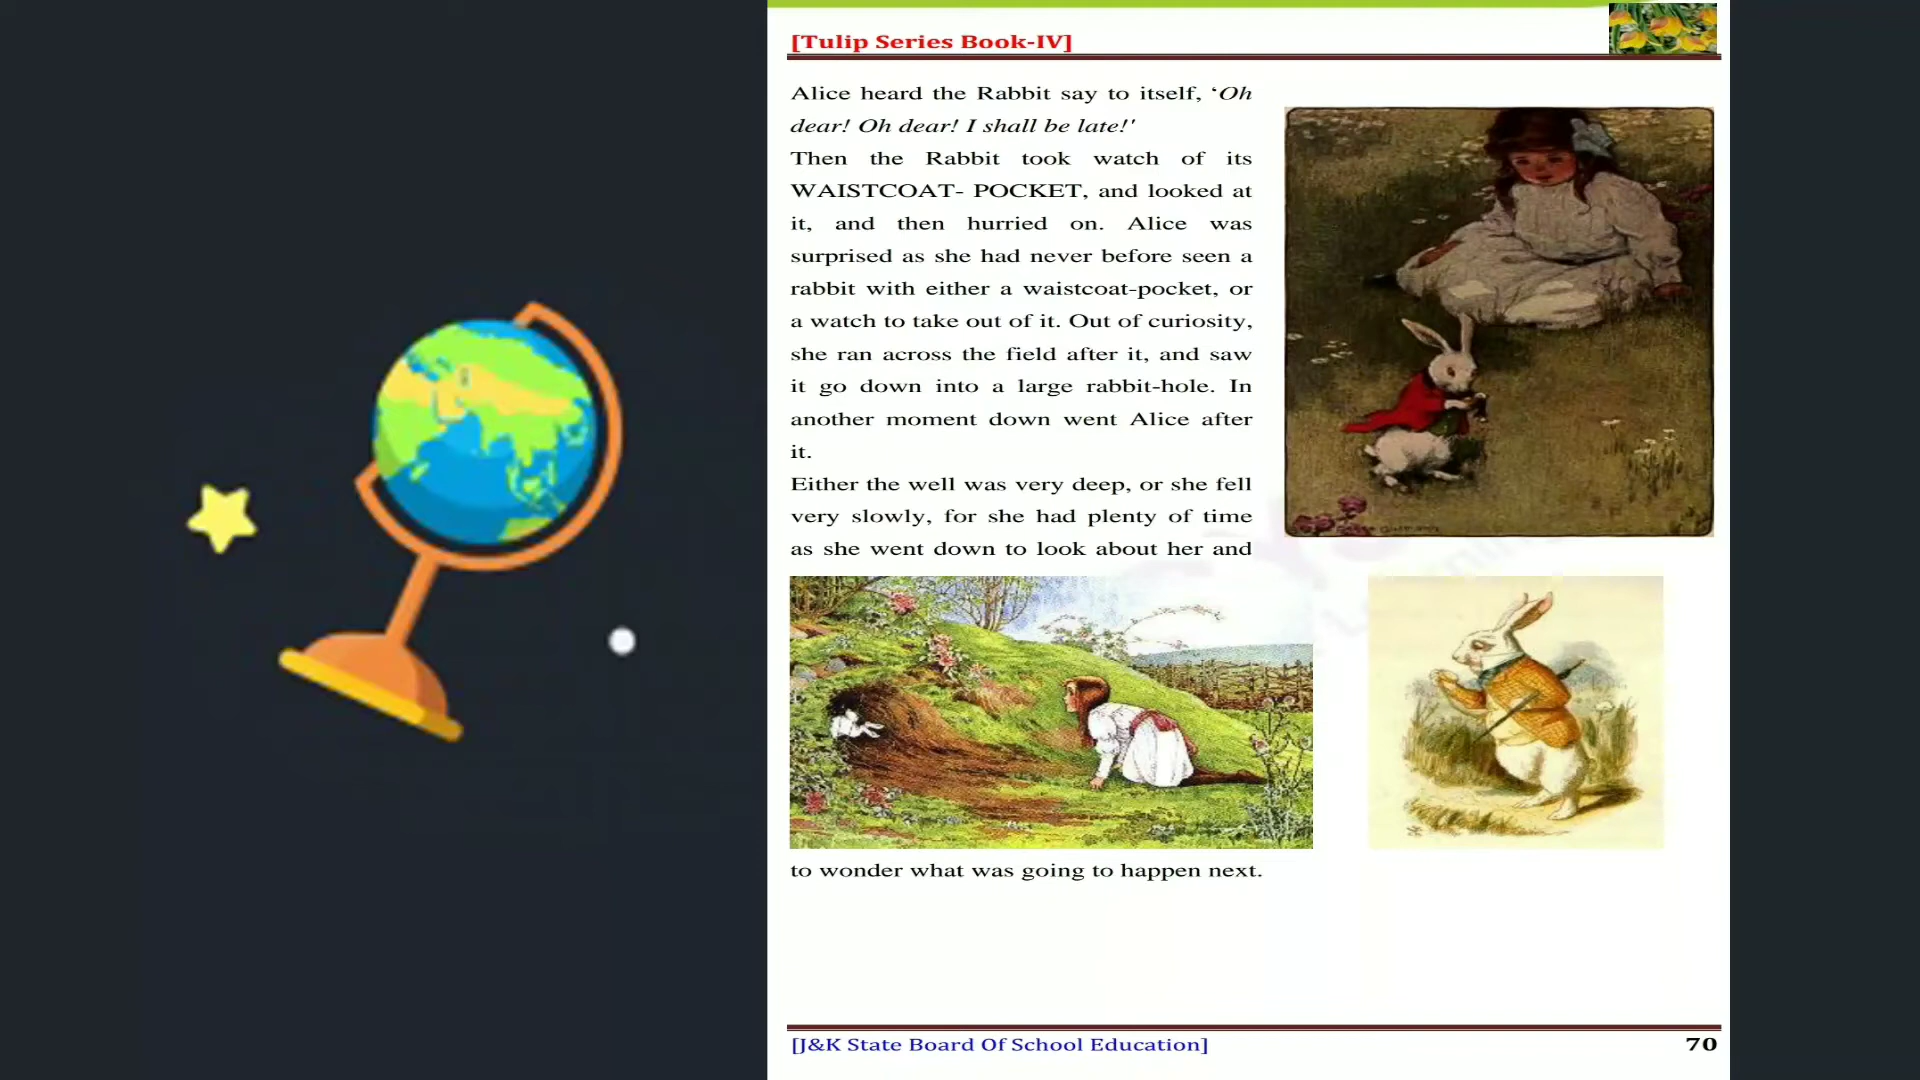 [Tulip Series Book-IV]
Alice heard the Rabbit say to itself, ‘Oh
dear! Oh dear! I shall be late!'
Then the Rabbit took watch of its
WAISTCOAT- POCKET, and looked at
it, and then hurried on. Alice was
surprised as she had never before seen a
rabbit with either a waistcoat-pocket, or
a watch to take out of it. Out of curiosity,
she ran across the field after it, and saw
it go down into a large rabbit-hole. In
another moment down went Alice after
it.
Either the well was very deep, or she fell
very slowly, for she had plenty of time
as she went down to look about her and
to wonder what was going to happen next.
[J&K State Board Of School Education]
70